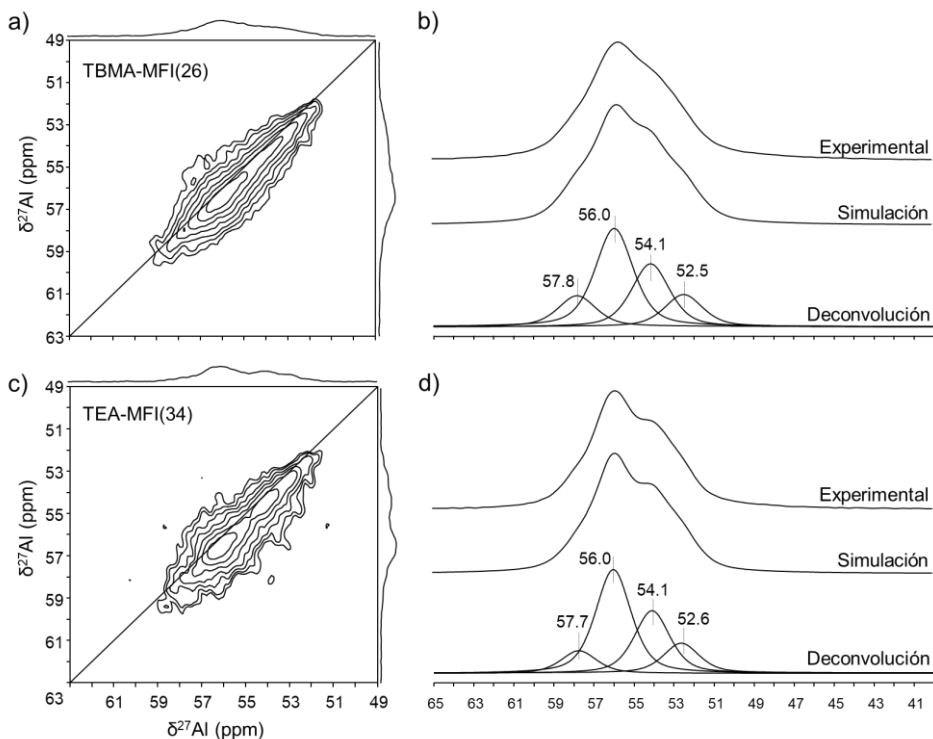 a)
49
51
53
55
57
59
61
63
δ²⁷Al (ppm)
TBMA-MFI(26)
b)
Experimental
Simulación
57.8
56.0
54.1
52.5
Deconvolución
c)
49
51
53
55
57
59
61
63
δ²⁷Al (ppm)
TEA-MFI(34)
61 59 57 55 53 51 49
δ²⁷Al (ppm)
d)
Experimental
Simulación
57.7
56.0
54.1
52.6
Deconvolución
65 63 61 59 57 55 53 51 49 47 45 43 41